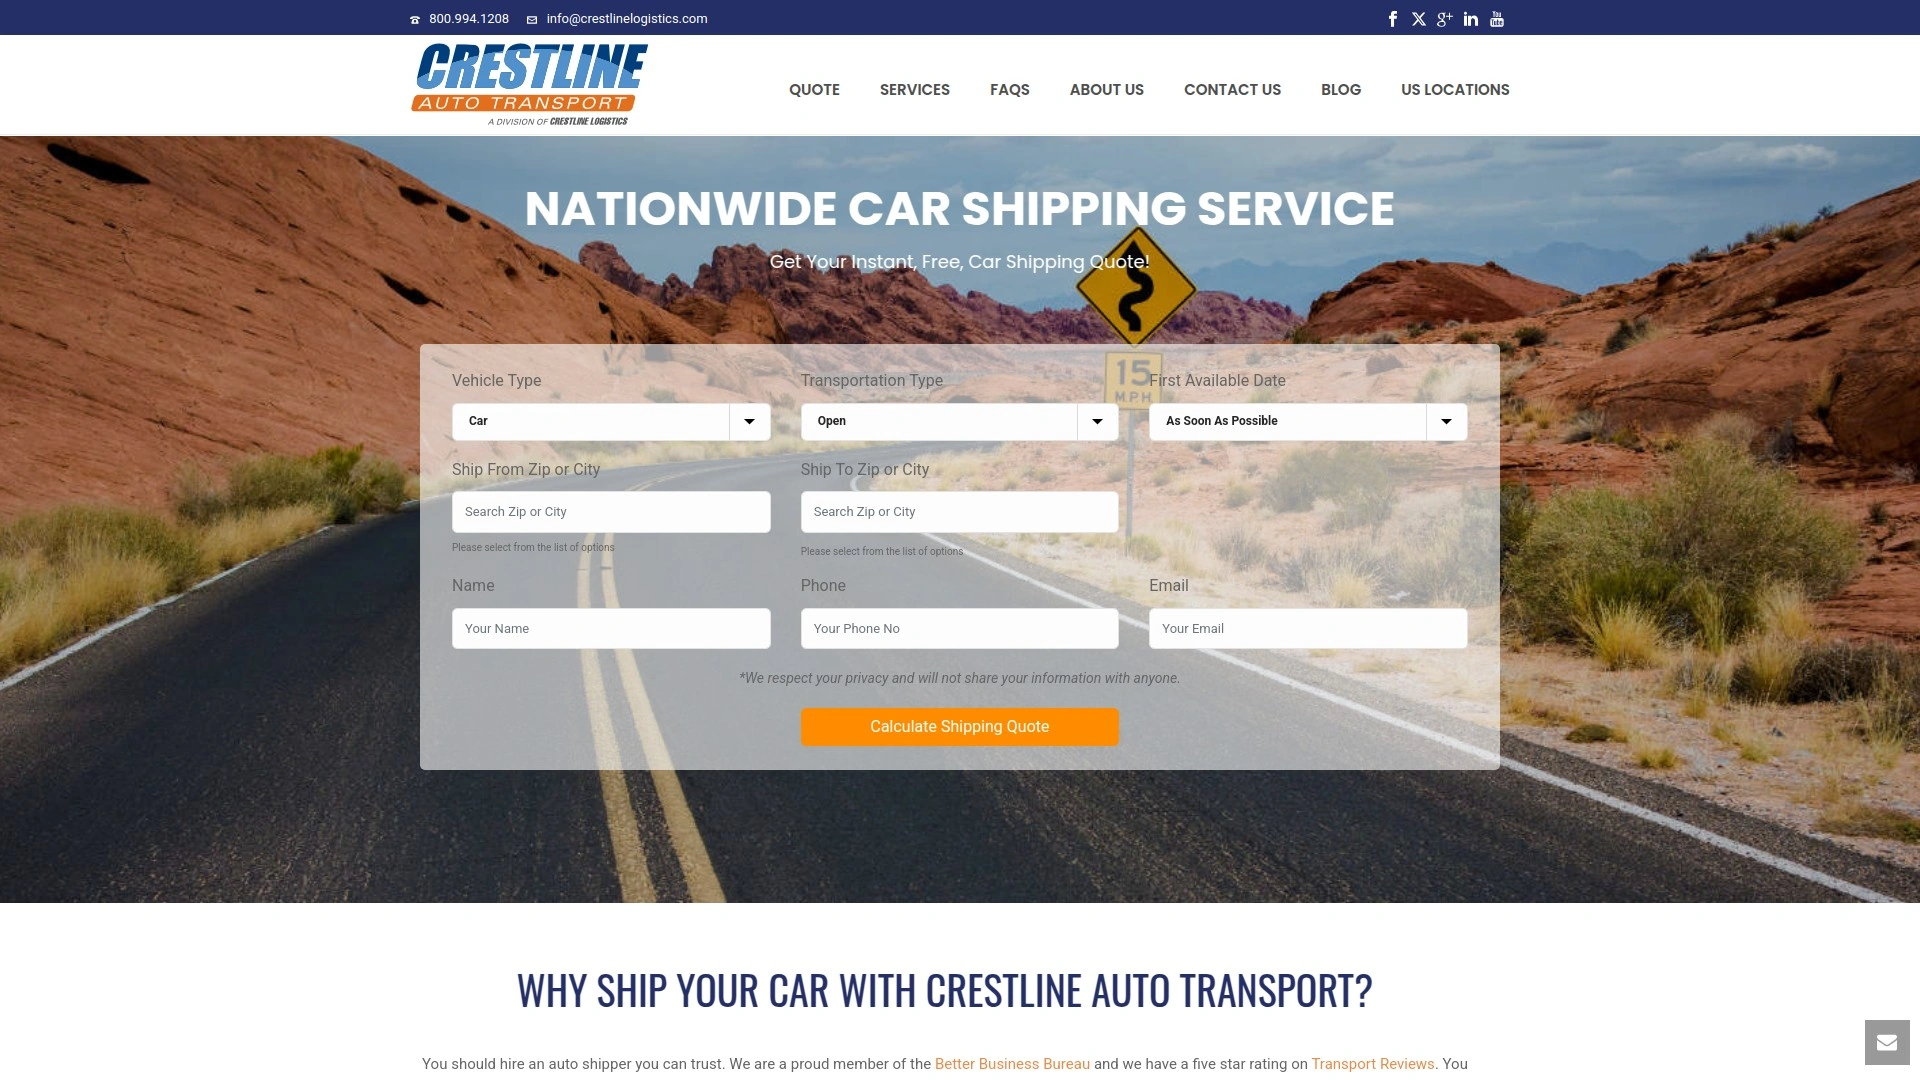 800.994.1208 info@crestlinelogistics.com
CRESTLINE
AUTO TRANSPORT
A DIVISION OF CRESTLINE LOGISTICS
QUOTE SERVICES FAQS ABOUT US CONTACT US BLOG US LOCATIONS
NATIONWIDE CAR SHIPPING SERVICE
Get Your Instant, Free, Car Shipping Quote!
15
MPH
Vehicle Type Transportation Type First Available Date
Car Open As Soon As Possible
Ship From Zip or City Ship To Zip or City
Search Zip or City Search Zip or City
Please select from the list of options Please select from the list of options
Name Phone Email
Your Name Your Phone No Your Email
*We respect your privacy and will not share your information with anyone.
Calculate Shipping Quote
WHY SHIP YOUR CAR WITH CRESTLINE AUTO TRANSPORT?
You should hire an auto shipper you can trust. We are a proud member of the Better Business Bureau and we have a five star rating on Transport Reviews. You